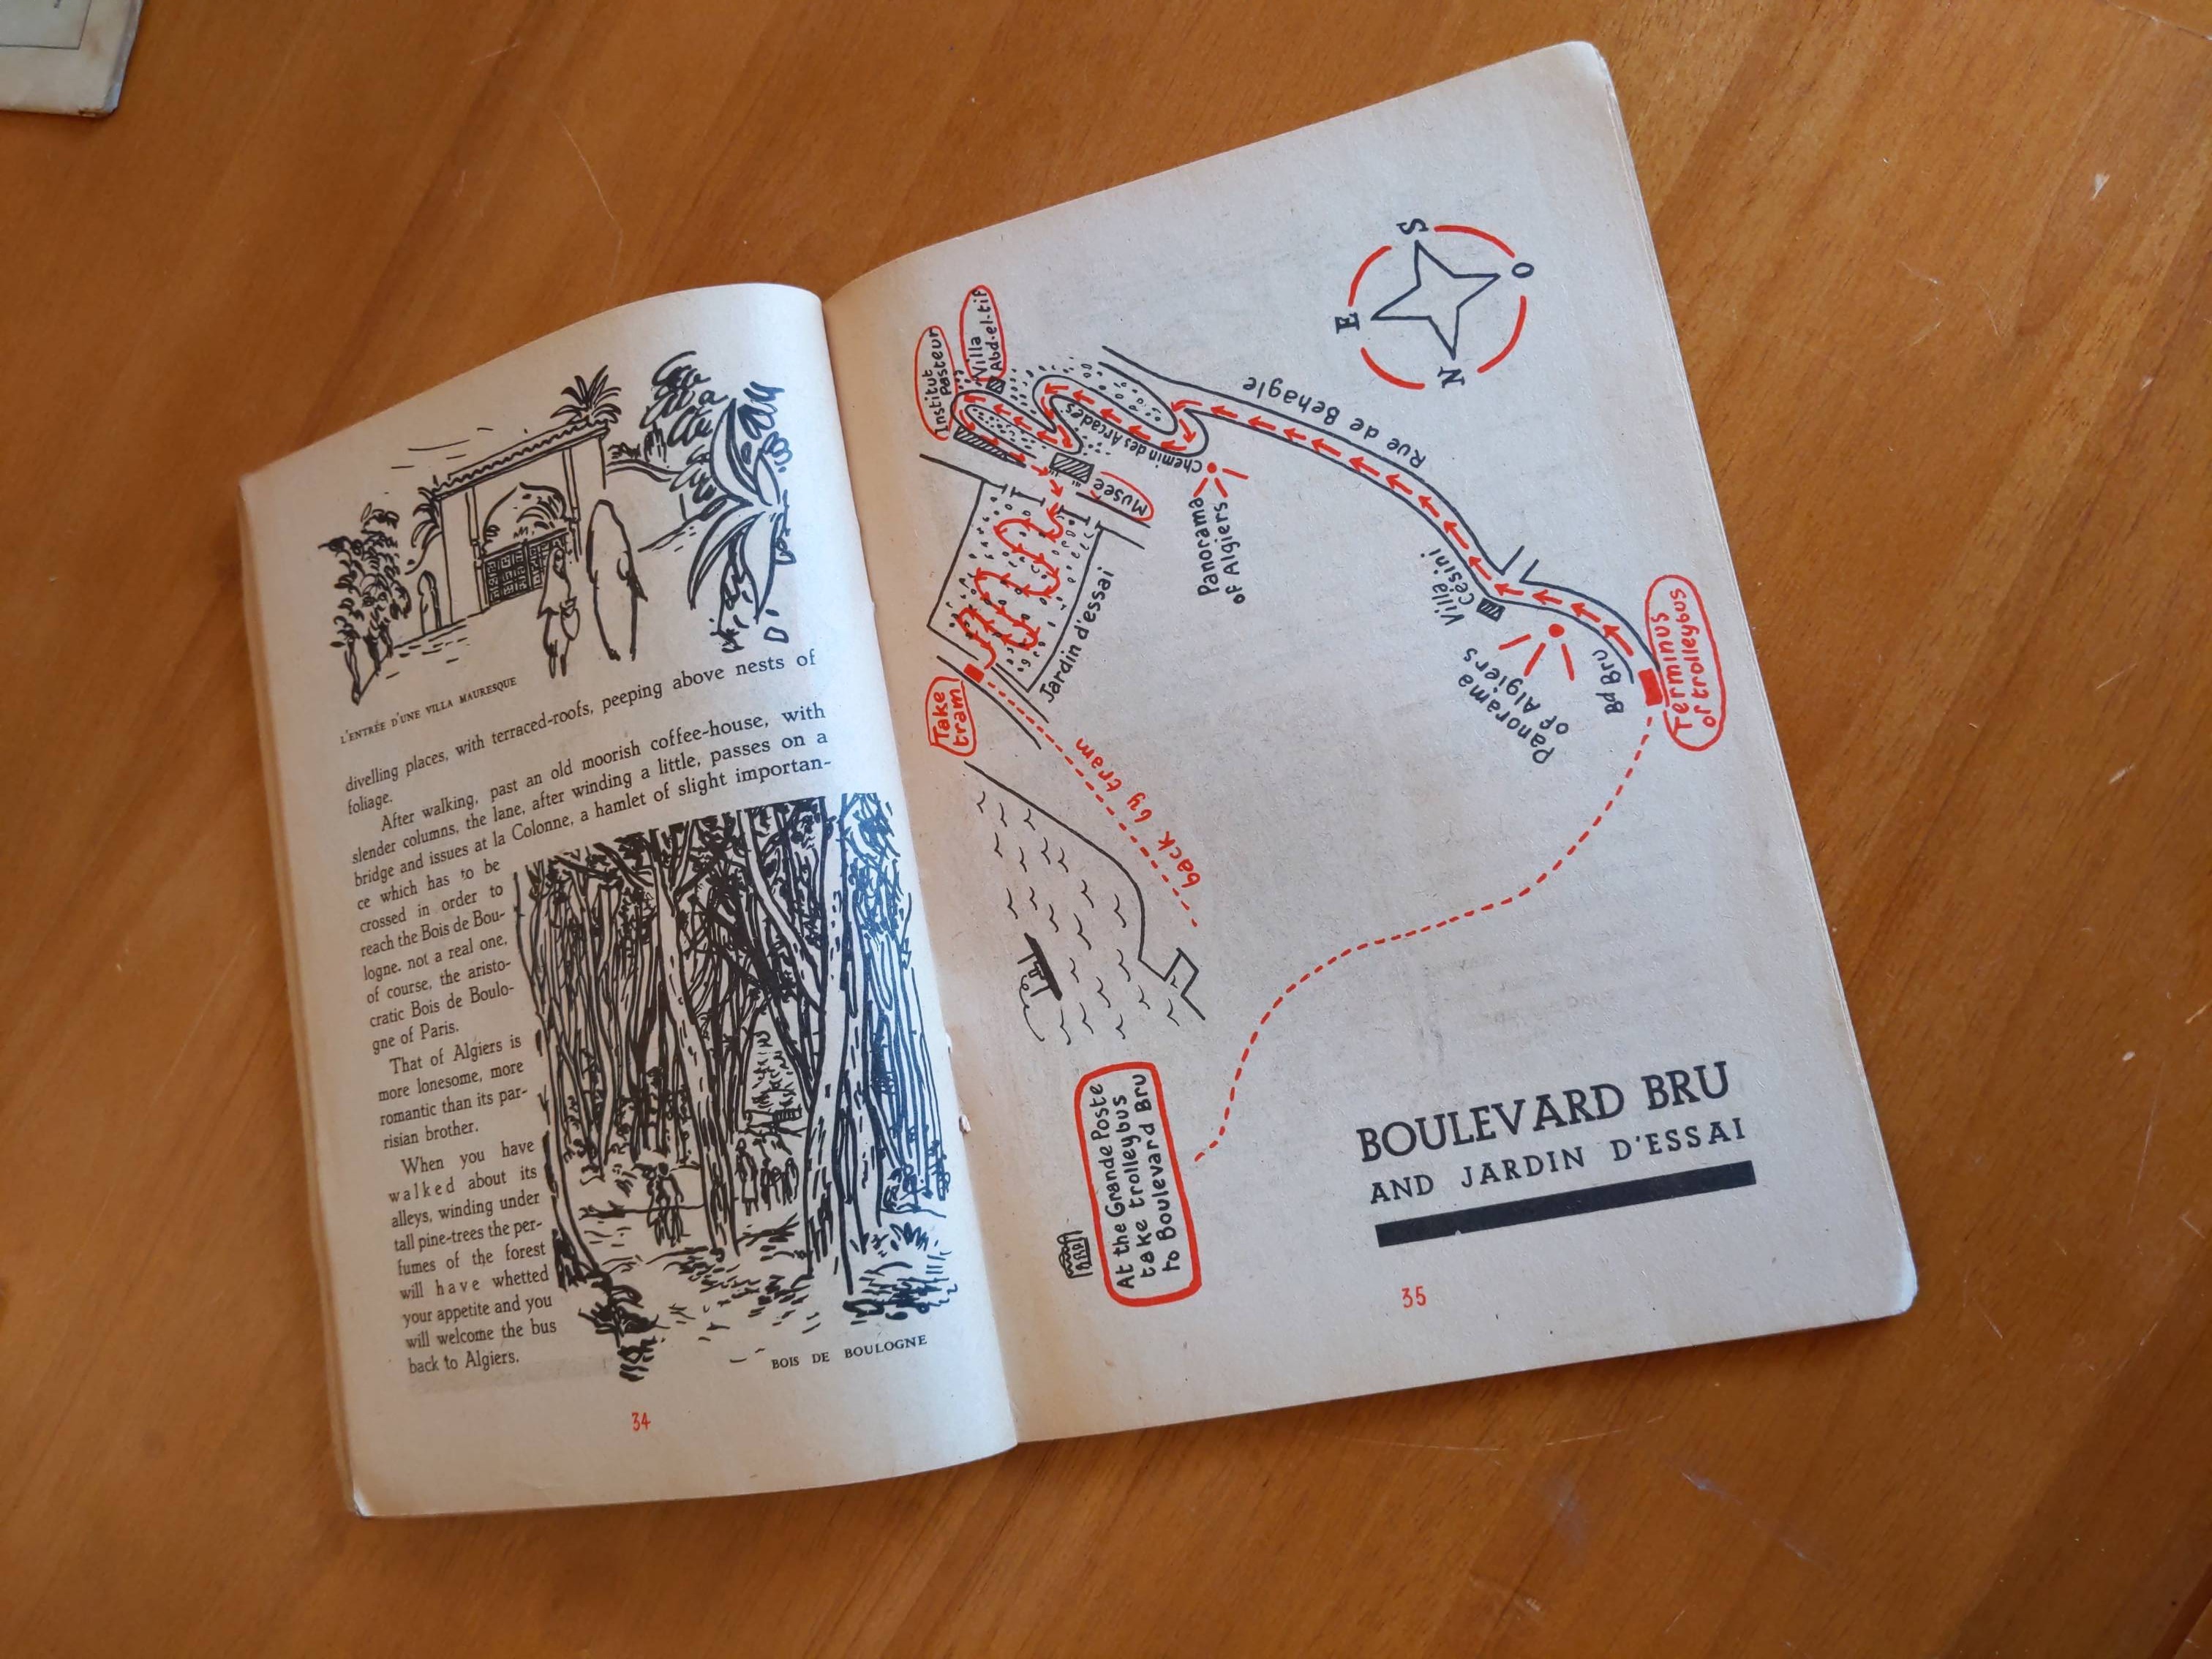 L'ENTRÉE D'UNE VILLA MAURESQUE
divelling places, with terraced-roofs, peeping above nests of
foliage.
After walking, past an old moorish coffee-house, with
slender columns, the lane, after winding a little, passes on a
bridge and issues at la Colonne, a hamlet of slight importan-
ce which has to be
crossed in order to
reach the Bois de Bou-
logne, not a real one,
of course, the aristo-
cratic Bois de Boulo-
gne of Paris.
That of Algiers is
more lonesome, more
romantic than its par-
risian brother.
When you have
walked about its
alleys, winding under
tall pine-trees the per-
fumes of the forest
will have whetted
your appetite and you
will welcome the bus
back to Algiers.
BOIS DE BOULOGNE
34
S
O
N
E
Institut
Pasteur
Villa
Abd-el-tif
Rue de Behagle
Chemin des Arcades
Musée
Panorama
of Algiers
Jardin d'essai
Villa
Césini
Panorama
of Algiers
Bd Bru
Terminus
of trolleybus
Take
tram
back by tram
At the Grande Poste
take trolleybus
to Boulevard Bru
BOULEVARD BRU
AND JARDIN D'ESSAI
35